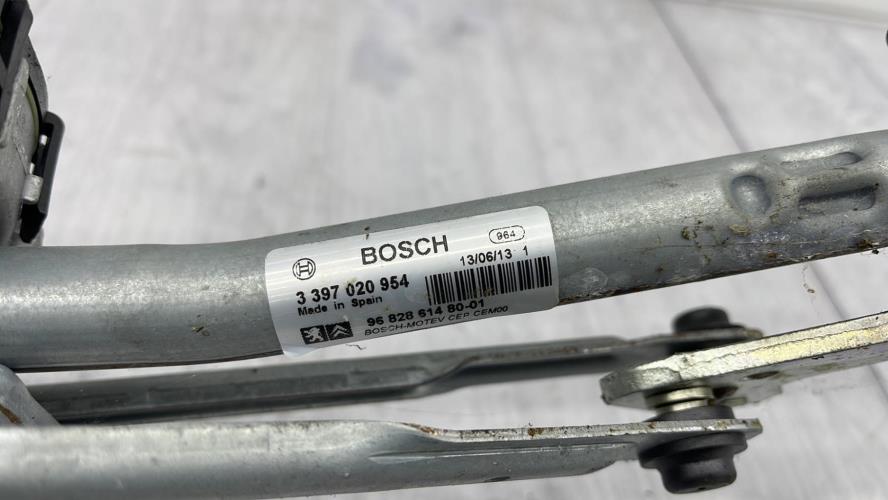 BOSCH
964
13/06/13 1
3 397 020 954
Made in Spain
96 828 614 80-01
BOSCH-MOTEV CEP CEM00